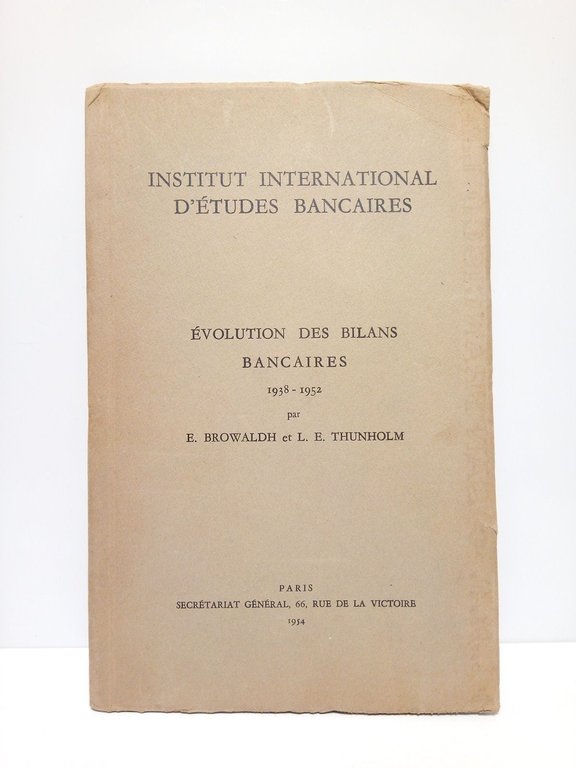 INSTITUT INTERNATIONAL
D'ÉTUDES BANCAIRES
ÉVOLUTION DES BILANS
BANCAIRES
1938 - 1952
par
E. BROWALDH et L. E. THUNHOLM
PARIS
SECRÉTARIAT GÉNÉRAL, 66, RUE DE LA VICTOIRE
1954